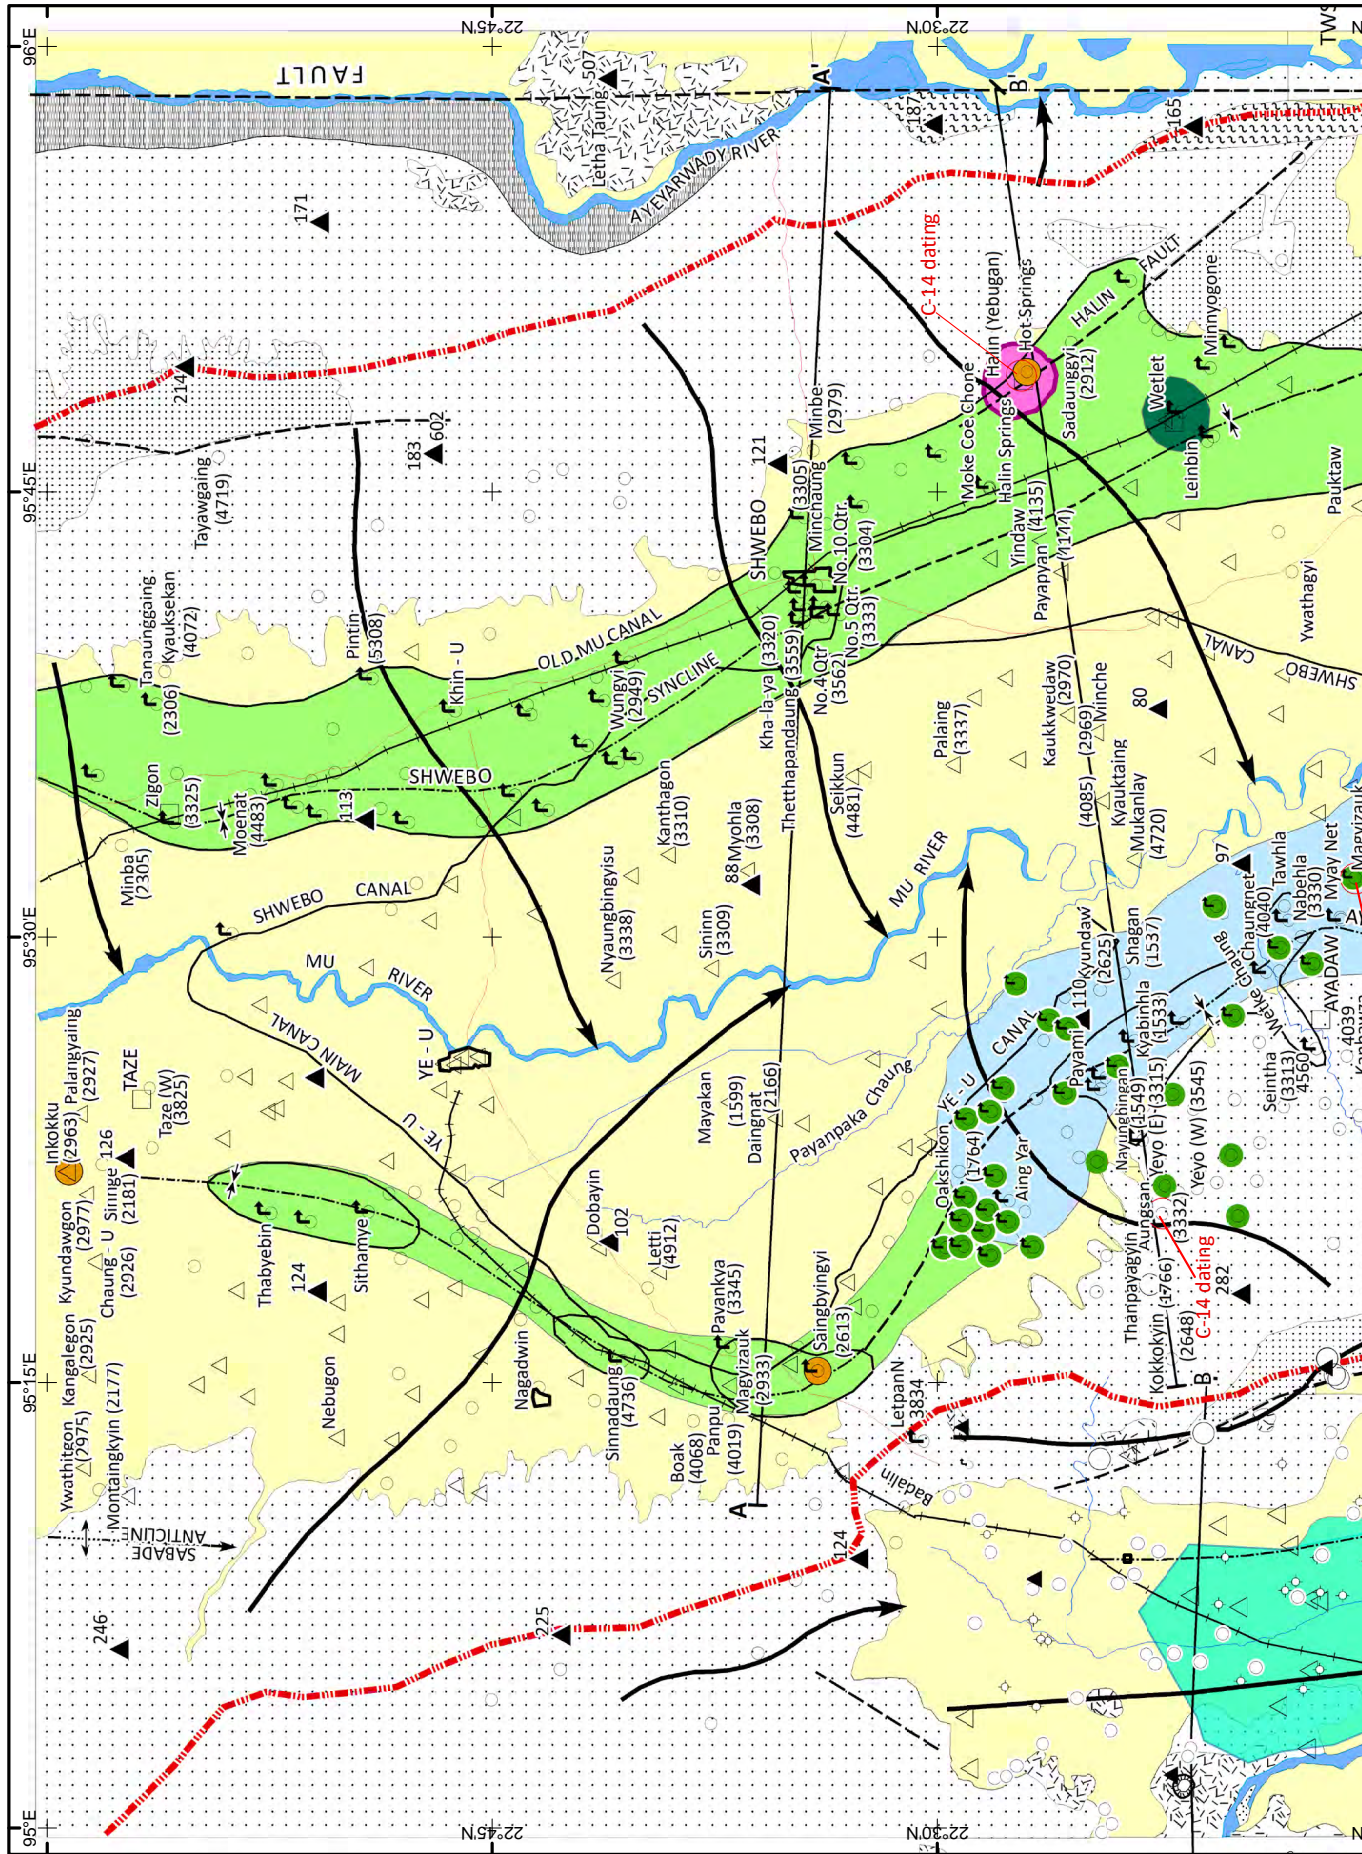 96°E
95°45'E
95°30'E
95°15'E
95°E
22°45'N
22°30'N
22°45'N
22°30'N
FAULT
TWS
Letha Taung 507
AYEYARWADY RIVER
A'
B'
187
165
171
214
Tayawgaing
(4719)
183
602
121
C-14 dating
Halin (Yebugan)
Hot-Springs
HALIN
FAULT
Moke Coe Chone
Halin Springs
Sadaunggyi
(2912)
Minnyogone
Wetlet
Leinbin
Pauktaw
Minbe
(2979)
(3305)
Minchaung
SHWEBO
No.10.Qtr.
(3304)
No.5 Qtr.
(3333)
No.4Qtr
(3562)
Kha-la-ya (3320)
Thetthapandaung (3559)
Yindaw
(4135)
Payapyan
(4144)
Ywathagyi
SHWEBO
CANAL
Tanaunggaing
Kyauksekan
(4072)
(2306)
Pintin
(5308)
Khin - U
OLD MU CANAL
SYNCLINE
SHWEBO
Wungyi
(2949)
Zigon
(3325)
Moenat
(4483)
113
Minba
(2305)
SHWEBO CANAL
Kanthagon
(3310)
Nyaungbingyisu
(3338)
88 Myohla
(3308)
Sininn
(3309)
Seikkun
(4481)
Palaing
(3337)
Kaukkwedaw
(2970)
(2969)
Minche
80
(4085)
Kyauktaing
Mukanlay
(4720)
97
MU RIVER
MU
RIVER
MAIN CANAL
YE - U
YE - U
Inkokku
(2963)
Palangyaing
(2927)
TAZE
Taze (W)
(3825)
126
Siringe
(2181)
Kyundawgon
(2977)
Chaung - U
(2926)
Kangalegon
(2925)
Ywathitgon
(2975)
Montaingkyin (2177)
SABADE
ANTICLINE
246
Thabyebin
124
Sithamye
Nebugon
Nagadwin
Dobayin
102
Letti
(4912)
Mayakan
(1599)
Daingnat
(2166)
Payanpaka Chaung
Sinnadaung
(4736)
Payankya
(3345)
Magyizauk
(2933)
Boak
(4068)
Panpu
(4019)
Saingbyingyi
(2613)
A
LetpanN
3834
Badalin
124
225
Oakshikon
(1764)
YE - U
CANAL
Aing Yar
Payami
110 Kyundaw
(2625)
Shagan
(1537)
Kyabinhla
(1533)
Nayungbingan
(1549)
Yeyo (E) (3315)
Yeyo (W) (3545)
Aungsan
(3332)
Thanpayagyin
(1766)
Kokkokyin
(2648)
C-14 dating
282
B
Wetke Chaung
Chaungnet
(4040)
Tawhla
Nabehla
(3330)
Myay Net
Magyizauk
AYADAW
Seintha
(3313)
4560
4039